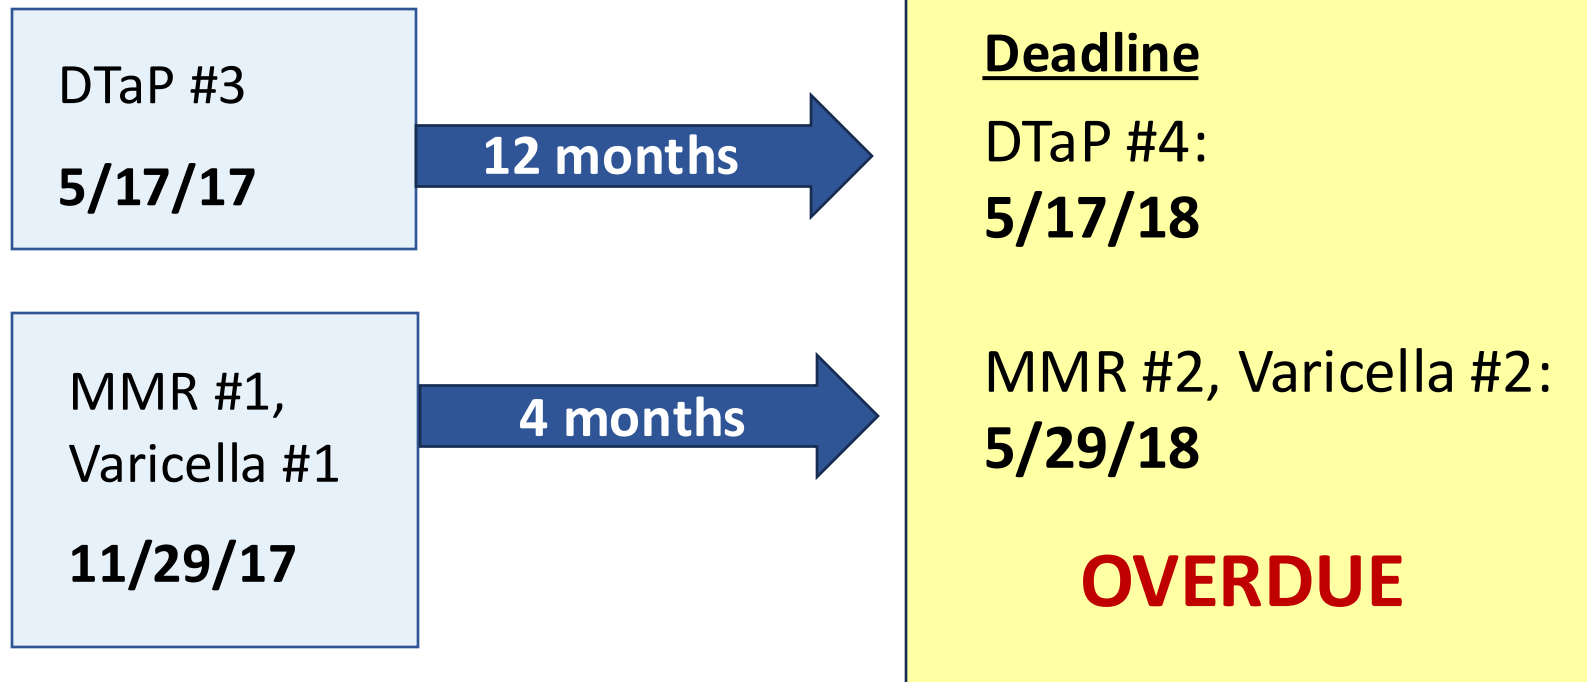 DTaP #3
5/17/17
12 months
MMR #1,
Varicella #1
11/29/17
4 months
Deadline
DTaP #4:
5/17/18
MMR #2, Varicella #2:
5/29/18
OVERDUE